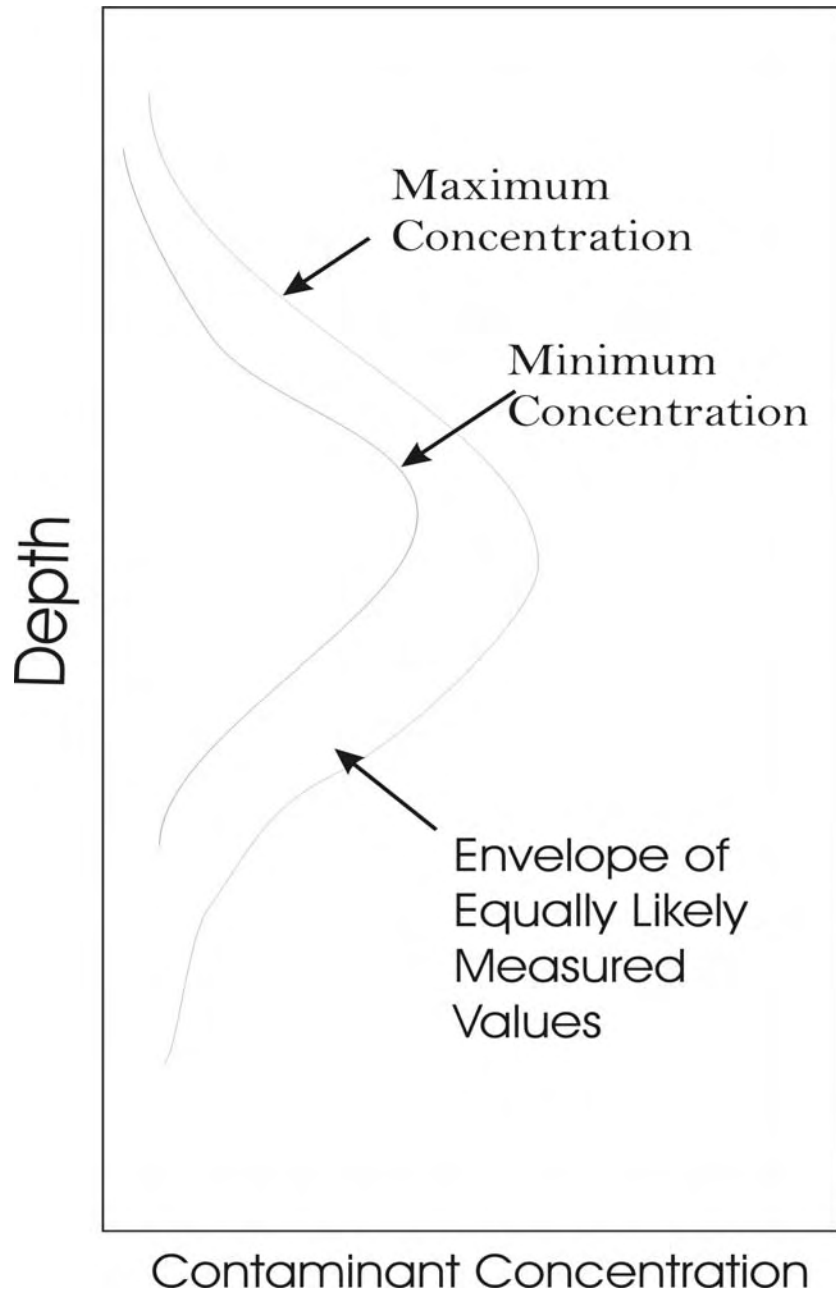 Maximum
Concentration
Minimum
Concentration
Depth
Envelope of
Equally Likely
Measured
Values
Contaminant Concentration